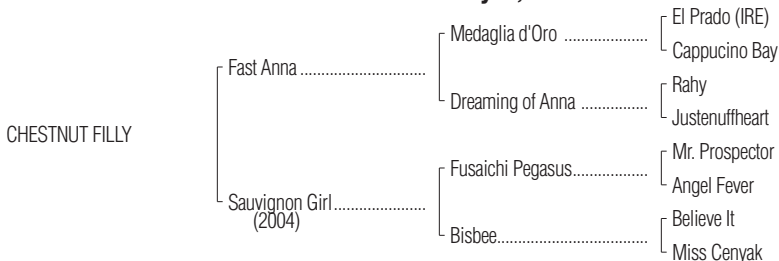 El Prado (IRE)
Medaglia d'Oro ....................
Cappucino Bay
Fast Anna ..............................
Rahy
Dreaming of Anna ................
Justenuffheart
CHESTNUT FILLY
Mr. Prospector
Fusaichi Pegasus..................
Angel Fever
Sauvignon Girl......................
(2004)
Believe It
Bisbee....................................
Miss Cenyak